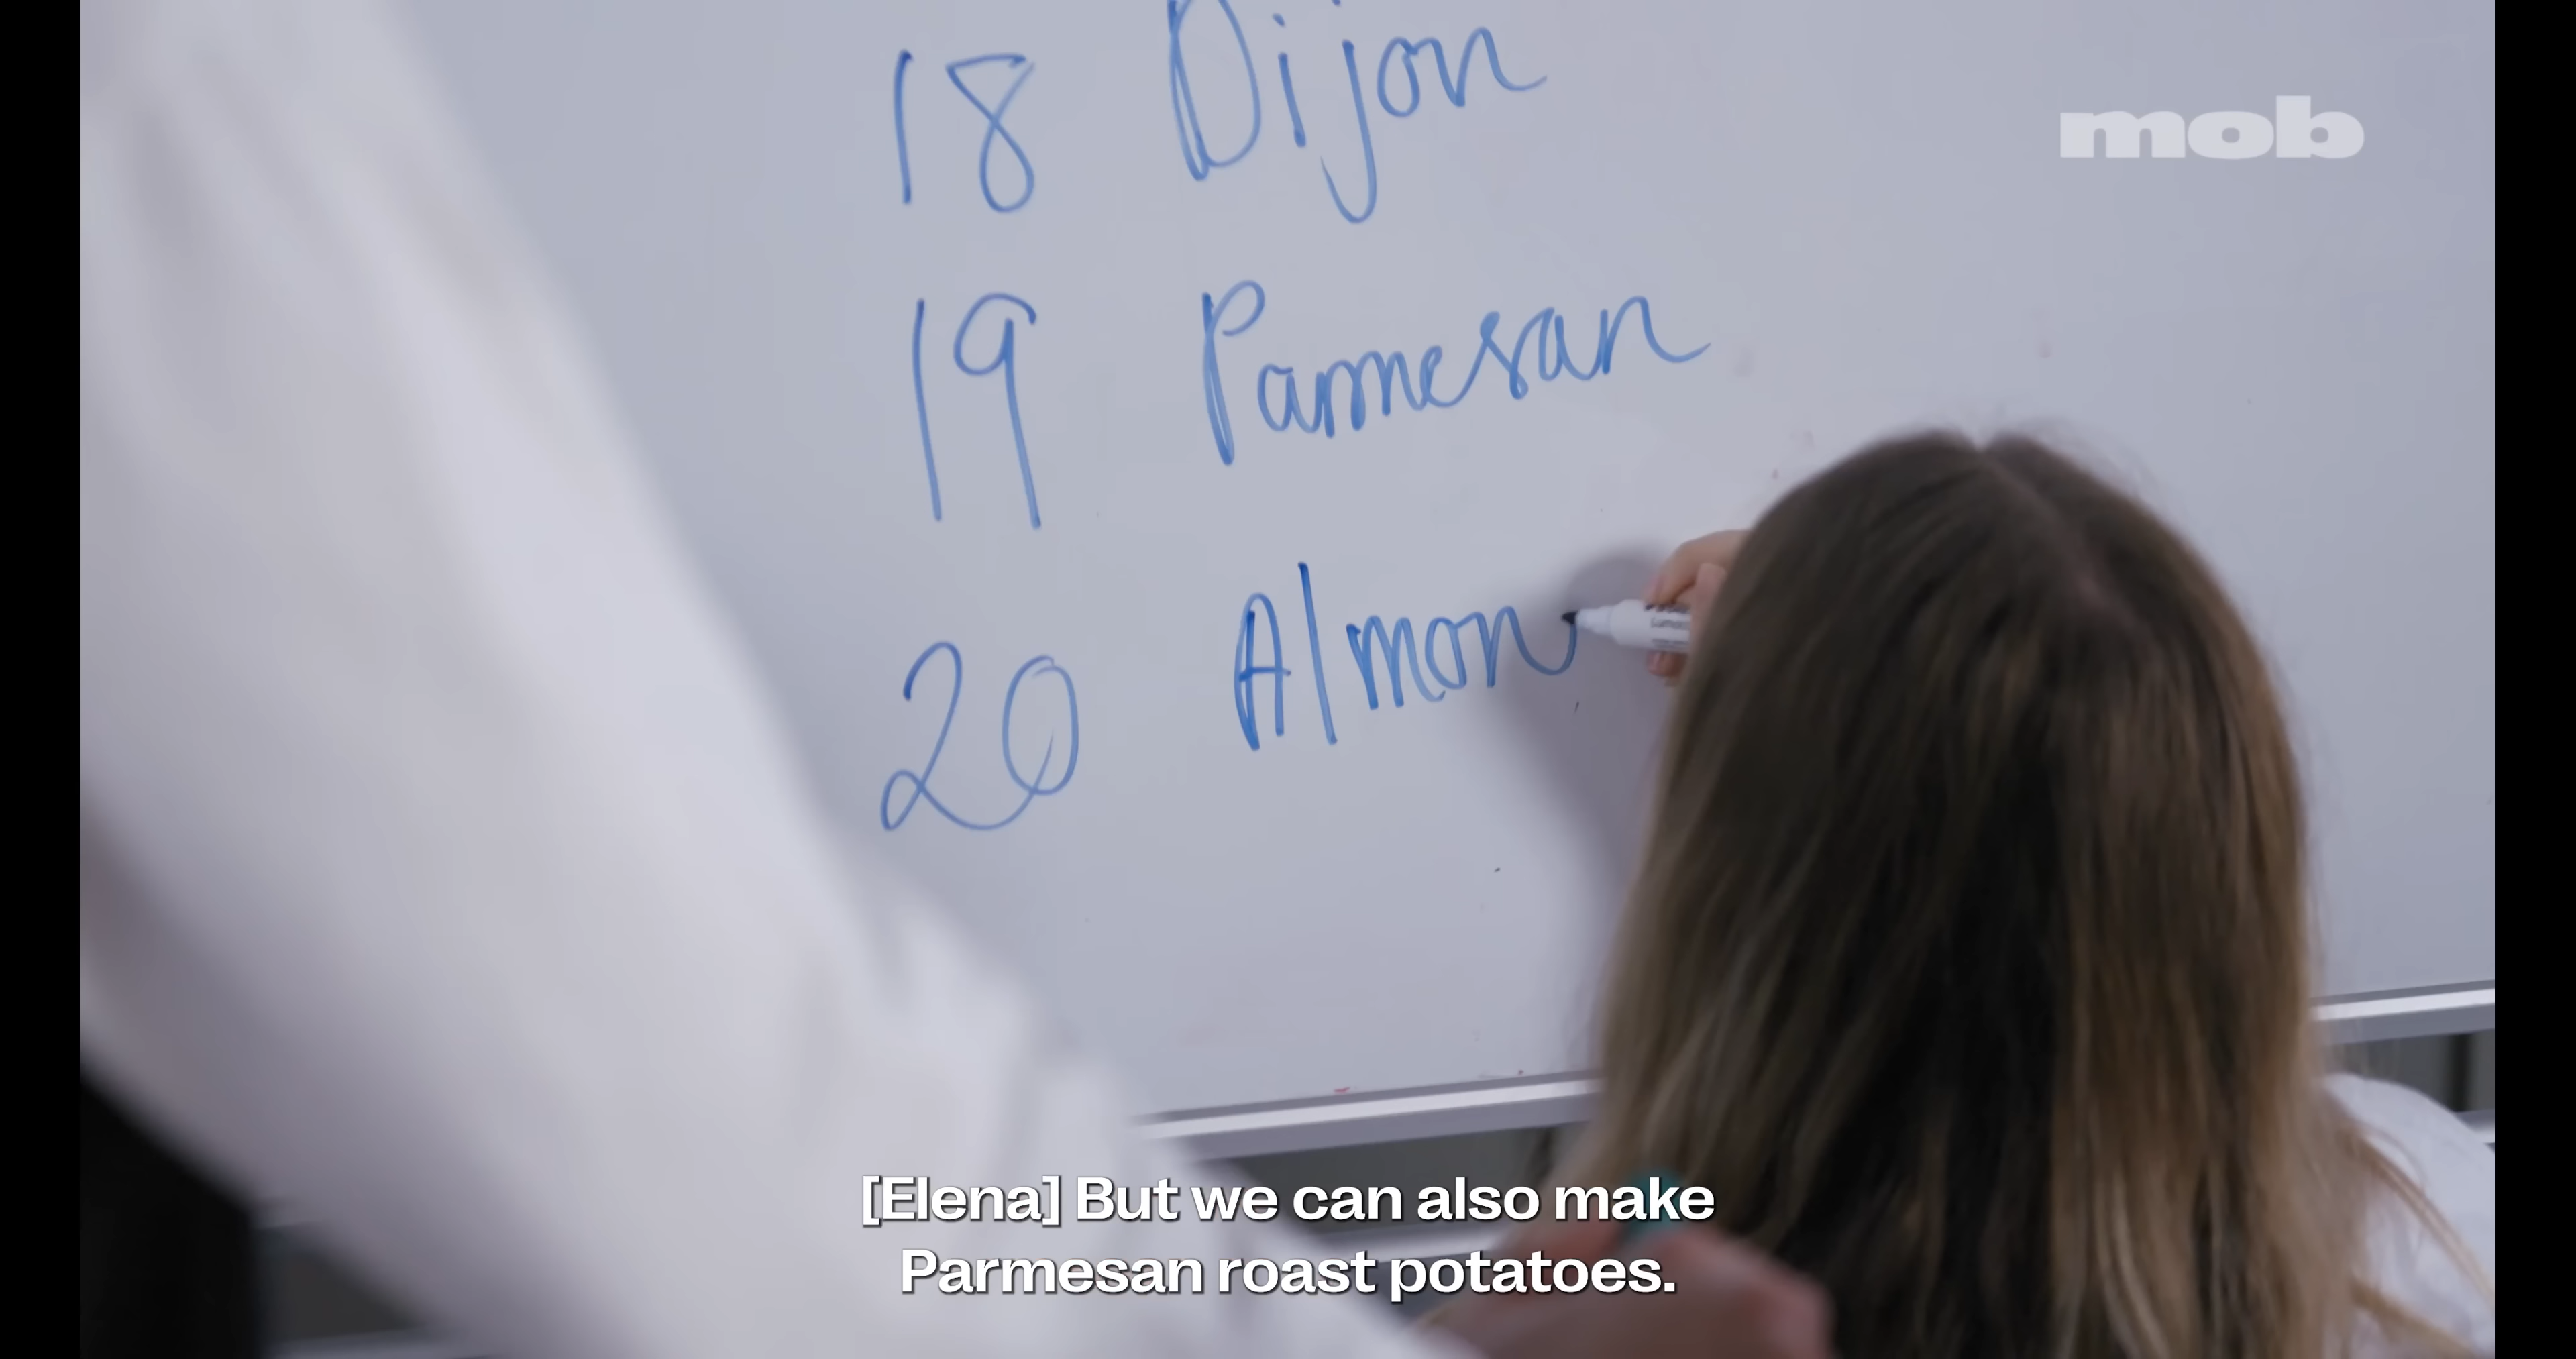 18 Dijon
mob
19 Parmesan
20 Almon
[Elena] But we can also make
Parmesan roast potatoes.